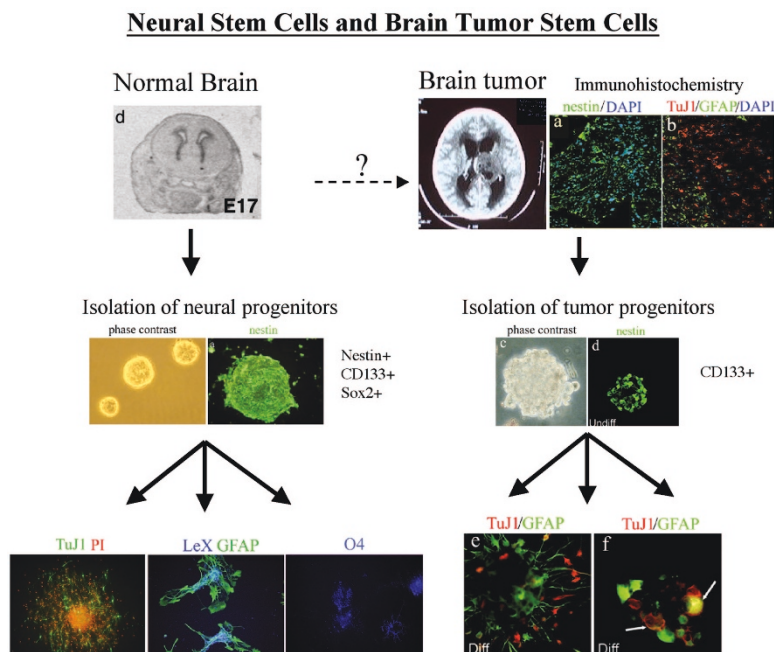 Neural Stem Cells and Brain Tumor Stem Cells
Normal Brain
d
E17
?
Brain tumor
Immunohistochemistry
nestin/DAPI
TuJ1/GFAP/DAPI
a
b
Isolation of neural progenitors
phase contrast
nestin
Nestin+
CD133+
Sox2+
Isolation of tumor progenitors
phase contrast
nestin
c
d
Undiff
CD133+
TuJ1 PI
LeX GFAP
O4
TuJ1/GFAP
TuJ1/GFAP
e
f
Diff
Diff